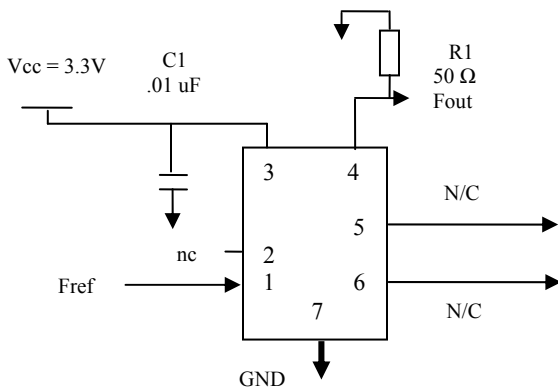 Vcc = 3.3V
C1
.01 uF
R1
50 Ω
Fout
3
4
N/C
5
nc
2
Fref
1
6
N/C
7
GND